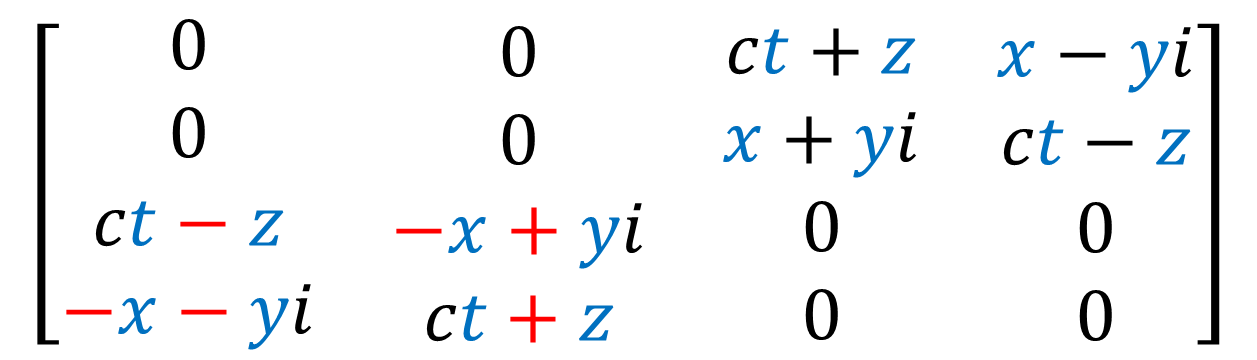 0 0 ct + z x − yi
0 0 x + yi ct − z
ct − z −x + yi 0 0
−x − yi ct + z 0 0